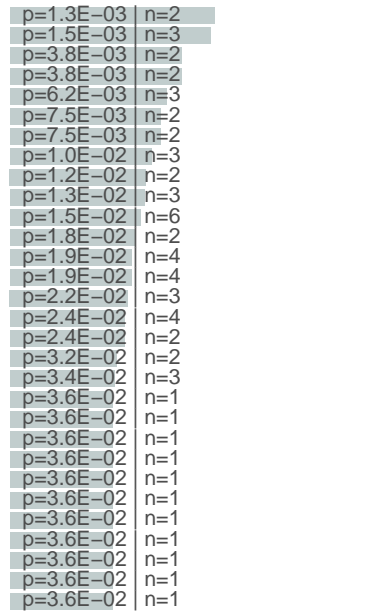 p=1.3E−03 | n=2
p=1.5E−03 | n=3
p=3.8E−03 | n=2
p=3.8E−03 | n=2
p=6.2E−03 | n=3
p=7.5E−03 | n=2
p=7.5E−03 | n=2
p=1.0E−02 | n=3
p=1.2E−02 | n=2
p=1.3E−02 | n=3
p=1.5E−02 | n=6
p=1.8E−02 | n=2
p=1.9E−02 | n=4
p=1.9E−02 | n=4
p=2.2E−02 | n=3
p=2.4E−02 | n=4
p=2.4E−02 | n=2
p=3.2E−02 | n=2
p=3.4E−02 | n=3
p=3.6E−02 | n=1
p=3.6E−02 | n=1
p=3.6E−02 | n=1
p=3.6E−02 | n=1
p=3.6E−02 | n=1
p=3.6E−02 | n=1
p=3.6E−02 | n=1
p=3.6E−02 | n=1
p=3.6E−02 | n=1
p=3.6E−02 | n=1
p=3.6E−02 | n=1